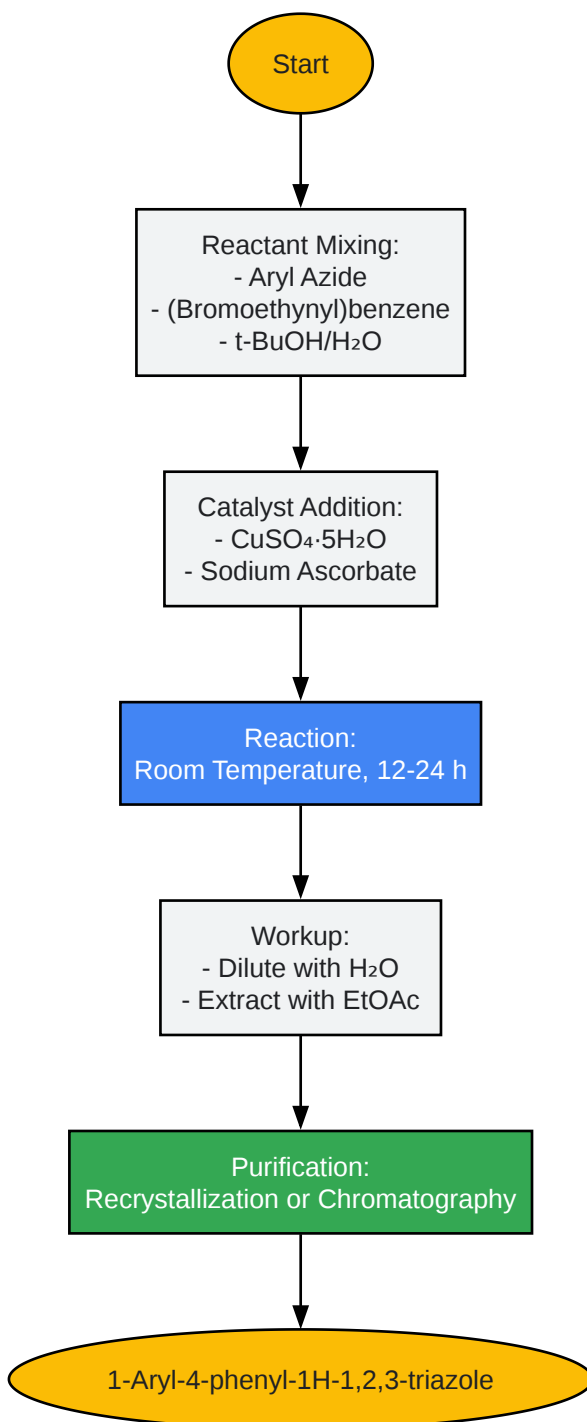 Start
Reactant Mixing:
- Aryl Azide
- (Bromoethynyl)benzene
- t-BuOH/H₂O
Catalyst Addition:
- CuSO₄·5H₂O
- Sodium Ascorbate
Reaction:
Room Temperature, 12-24 h
Workup:
- Dilute with H₂O
- Extract with EtOAc
Purification:
Recrystallization or Chromatography
1-Aryl-4-phenyl-1H-1,2,3-triazole